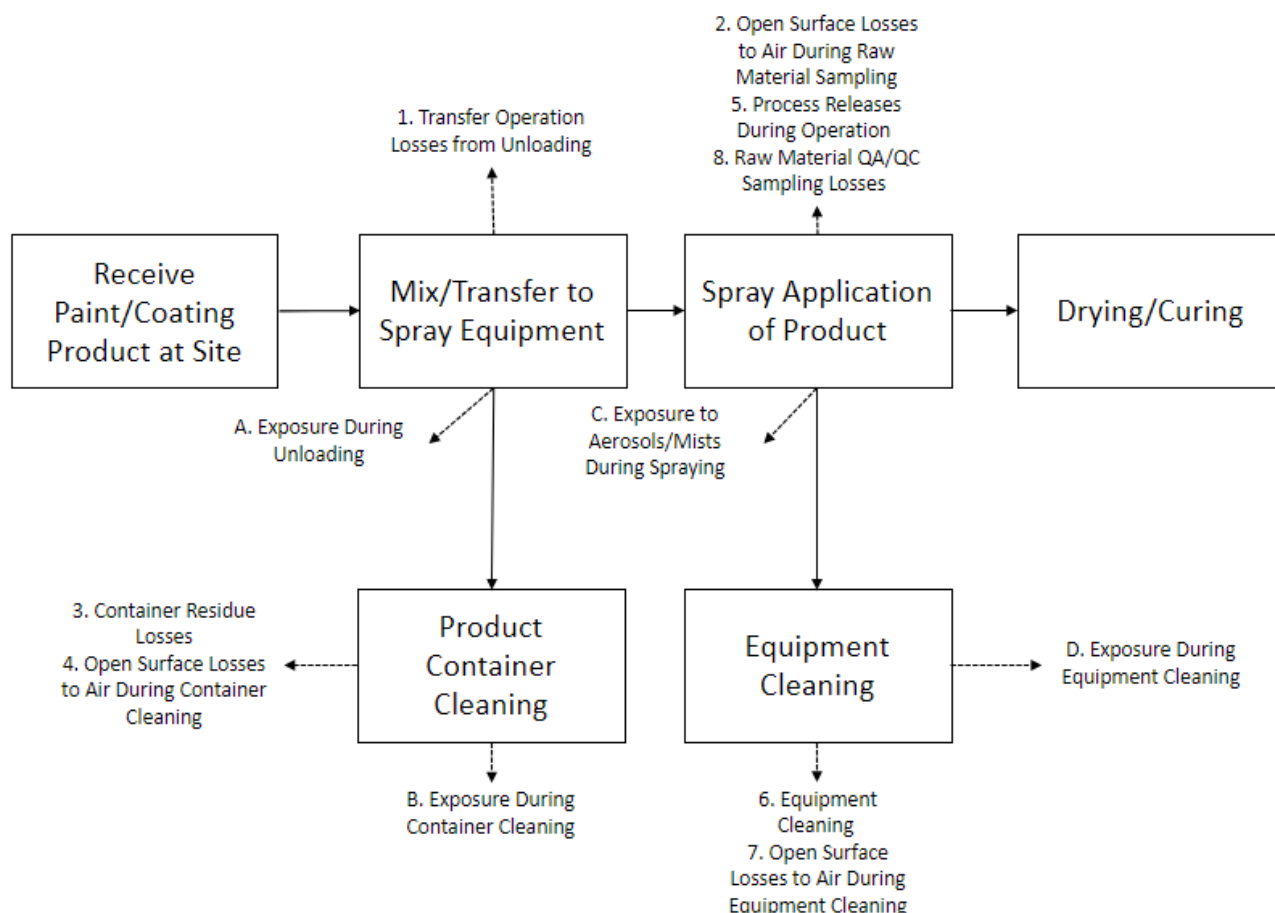 2. Open Surface Losses
to Air During Raw
Material Sampling
5. Process Releases
During Operation
8. Raw Material QA/QC
Sampling Losses
1. Transfer Operation
Losses from Unloading
Receive
Paint/Coating
Product at Site
Mix/Transfer to
Spray Equipment
Spray Application
of Product
Drying/Curing
A. Exposure During
Unloading
C. Exposure to
Aerosols/Mists
During Spraying
3. Container Residue
Losses
4. Open Surface Losses
to Air During Container
Cleaning
Product
Container
Cleaning
Equipment
Cleaning
D. Exposure During
Equipment Cleaning
B. Exposure During
Container Cleaning
6. Equipment
Cleaning
7. Open Surface
Losses to Air During
Equipment Cleaning